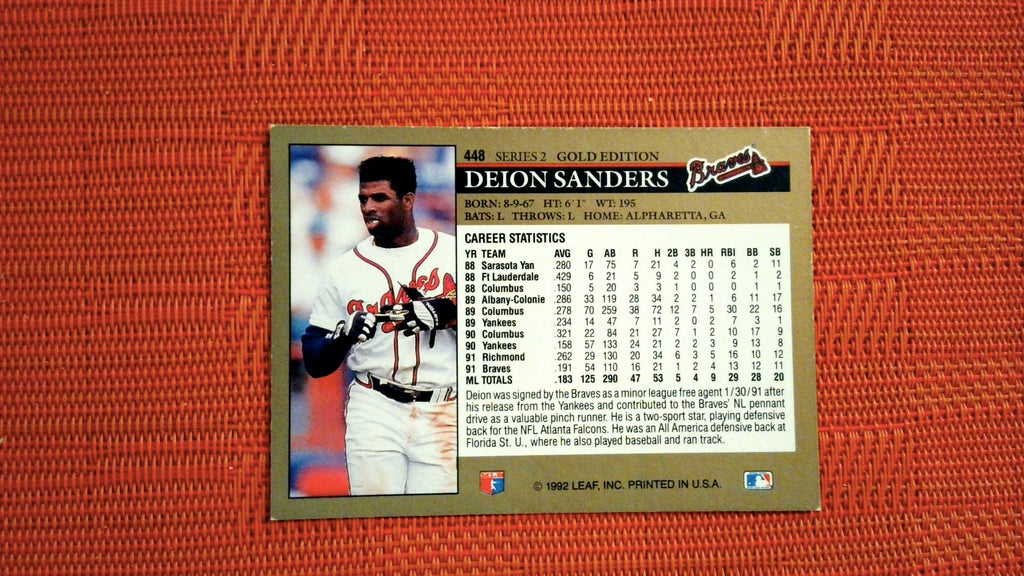 448 SERIES 2 GOLD EDITION
DEION SANDERS
Braves
BORN: 8-9-67 HT: 6' 1" WT: 195
BATS: L THROWS: L HOME: ALPHARETTA, GA
CAREER STATISTICS
YR TEAM AVG G AB R H 2B 3B HR RBI BB SB
88 Sarasota Yan .280 17 75 7 21 4 2 0 6 2 11
88 Ft Lauderdale .429 6 21 5 9 2 0 0 2 1 2
88 Columbus .150 5 20 3 3 1 0 0 0 1 1
89 Albany-Colonie .286 33 119 28 34 2 2 1 6 11 17
89 Columbus .278 70 259 38 72 12 7 5 30 22 16
89 Yankees .234 14 47 7 11 2 0 2 7 3 1
90 Columbus .321 22 84 21 27 7 1 2 10 17 9
90 Yankees .158 57 133 24 21 2 2 3 9 13 8
91 Richmond .262 29 130 20 34 6 3 5 16 10 12
91 Braves .191 54 110 16 21 1 2 4 13 12 11
ML TOTALS .183 125 290 47 53 5 4 9 29 28 20
Deion was signed by the Braves as a minor league free agent 1/30/91 after
his release from the Yankees and contributed to the Braves' NL pennant
drive as a valuable pinch runner. He is a two-sport star, playing defensive
back for the NFL Atlanta Falcons. He was an All America defensive back at
Florida St. U., where he also played baseball and ran track.
© 1992 LEAF, INC. PRINTED IN U.S.A.